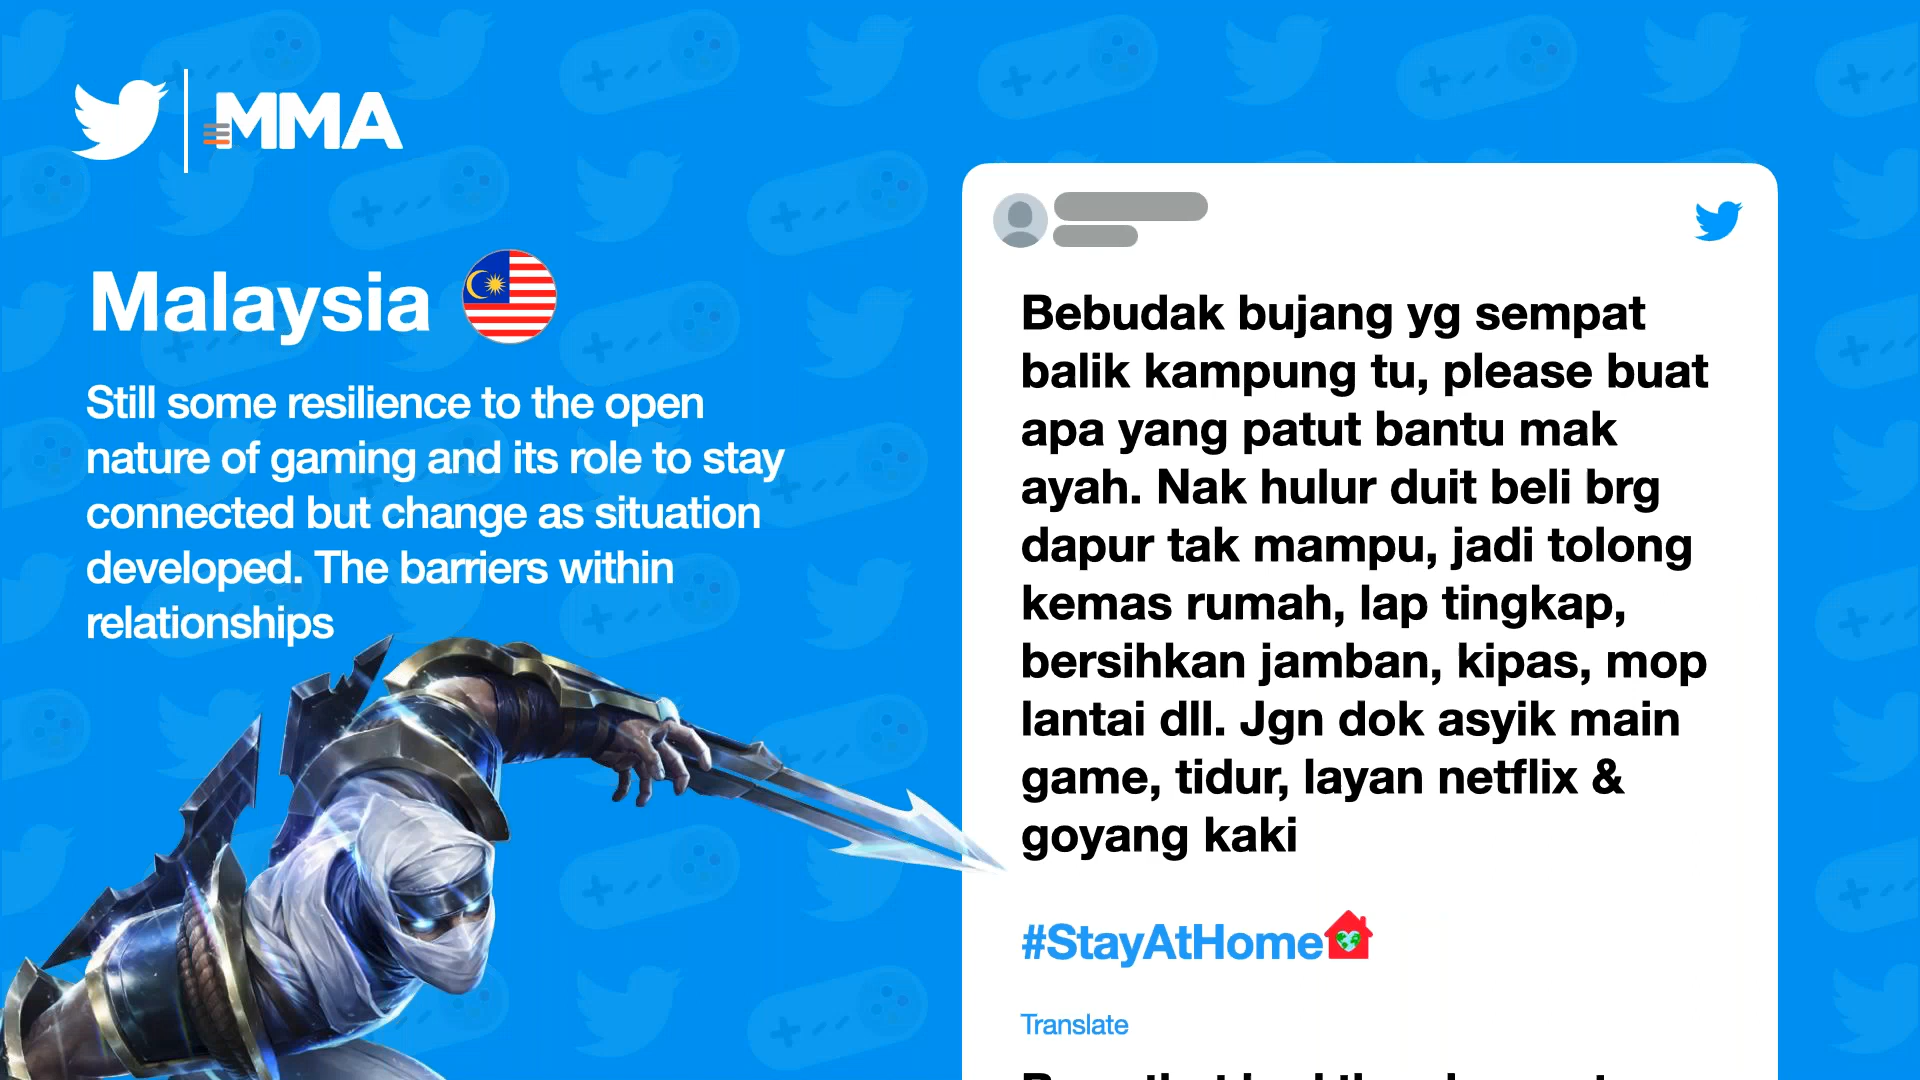 MMA
Malaysia
Still some resilience to the open
nature of gaming and its role to stay
connected but change as situation
developed. The barriers within
relationships
Bebudak bujang yg sempat
balik kampung tu, please buat
apa yang patut bantu mak
ayah. Nak hulur duit beli brg
dapur tak mampu, jadi tolong
kemas rumah, lap tingkap,
bersihkan jamban, kipas, mop
lantai dll. Jgn dok asyik main
game, tidur, layan netflix &
goyang kaki
#StayAtHome
Translate